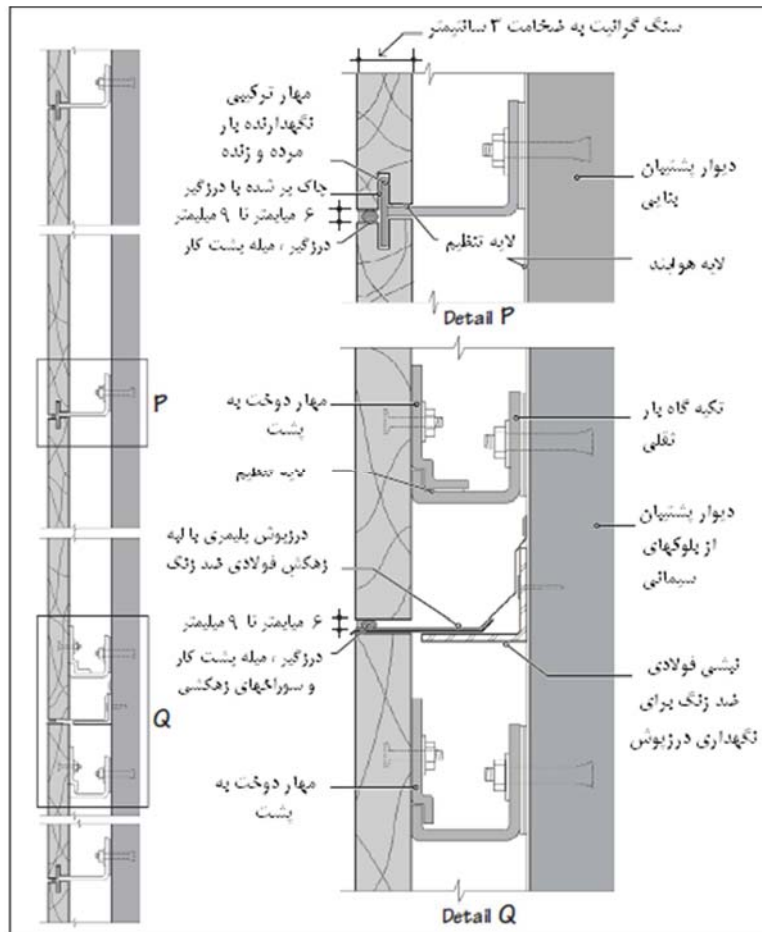 سنگ گرانیت به ضخامت ۳ سانتیمتر
مهار ترکیبی
نگهدارنده بار
مرده و زنده
چاک پر شده با درزگیر
۶ میلیمتر تا ۹ میلیمتر
درزگیر ، میله پشت کار
لایه تنظیم
دیوار پشتیبان
بنایی
لایه هوابند
Detail P
P
مهار دوخت به
پشت
لایه تنظیم
تکیه گاه بار
ثقلی
دیوار پشتیبان
از بلوکهای
سیمانی
درزپوش پلیمری با لبه
زهکش فولادی ضد زنگ
۶ میلیمتر تا ۹ میلیمتر
درزگیر ، میله پشت کار
و سوراخهای زهکشی
نبشی فولادی
ضد زنگ برای
نگهداری درزپوش
مهار دوخت به
پشت
Q
Detail Q